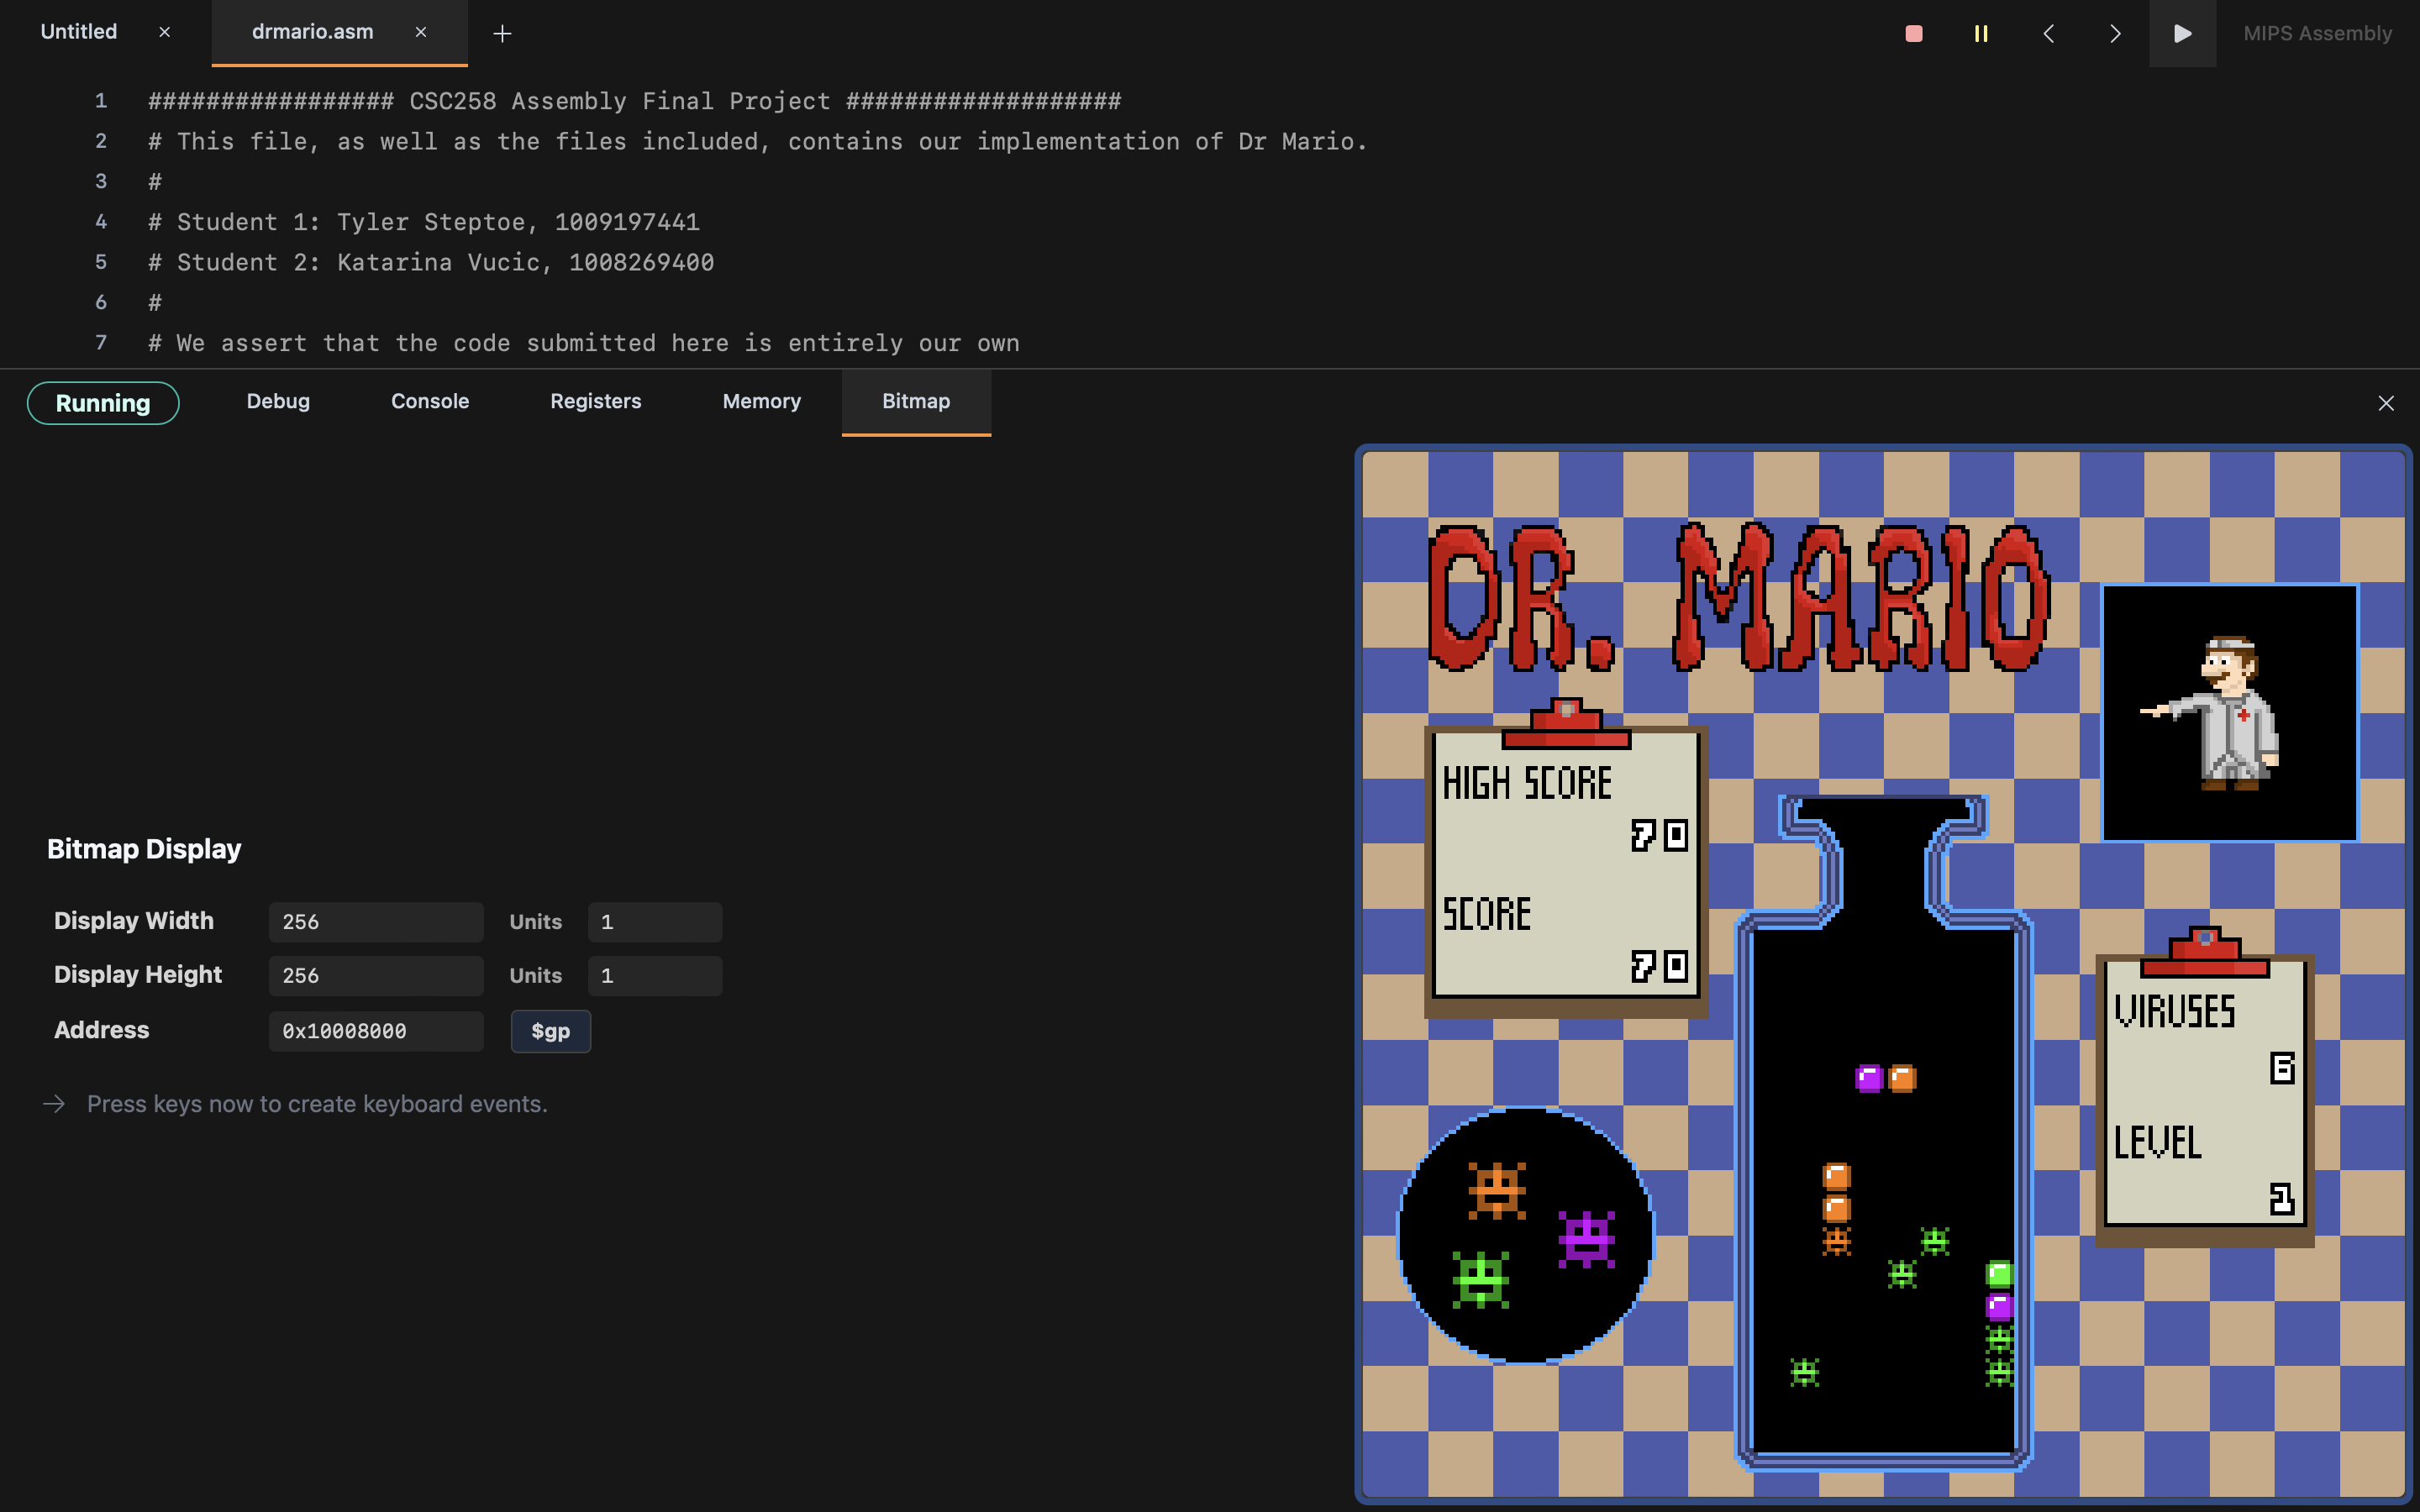 Untitled × drmario.asm × +
MIPS Assembly
1 ################# CSC258 Assembly Final Project ###################
2 # This file, as well as the files included, contains our implementation of Dr Mario.
3 #
4 # Student 1: Tyler Steptoe, 1009197441
5 # Student 2: Katarina Vucic, 1008269400
6 #
7 # We assert that the code submitted here is entirely our own
Running Debug Console Registers Memory Bitmap
Bitmap Display
Display Width 256 Units 1
Display Height 256 Units 1
Address 0x10008000 $gp
→ Press keys now to create keyboard events.
DR. MARIO
HIGH SCORE
70
SCORE
70
VIRUSES
6
LEVEL
1